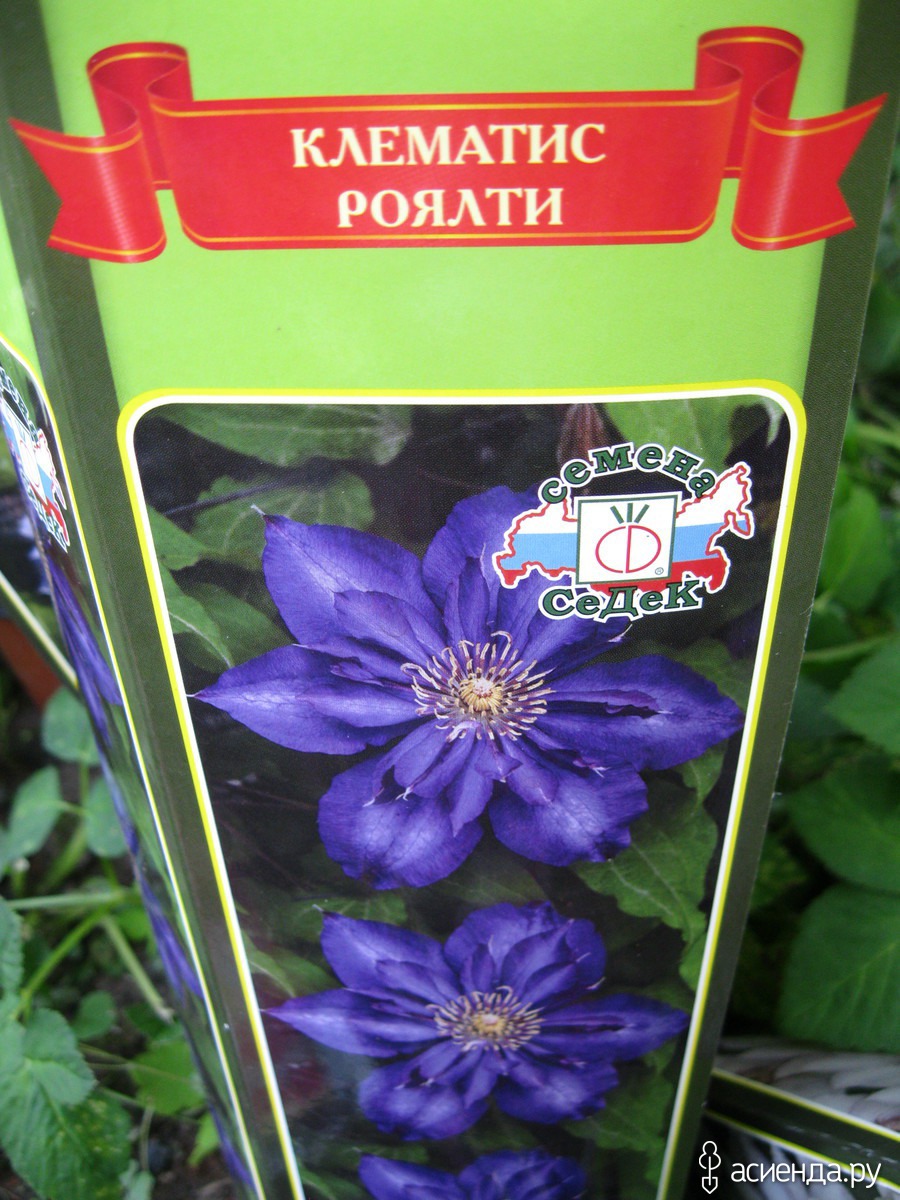 КЛЕМАТИС
РОЯЛТИ
семена
СеДеК
асиенда.ру